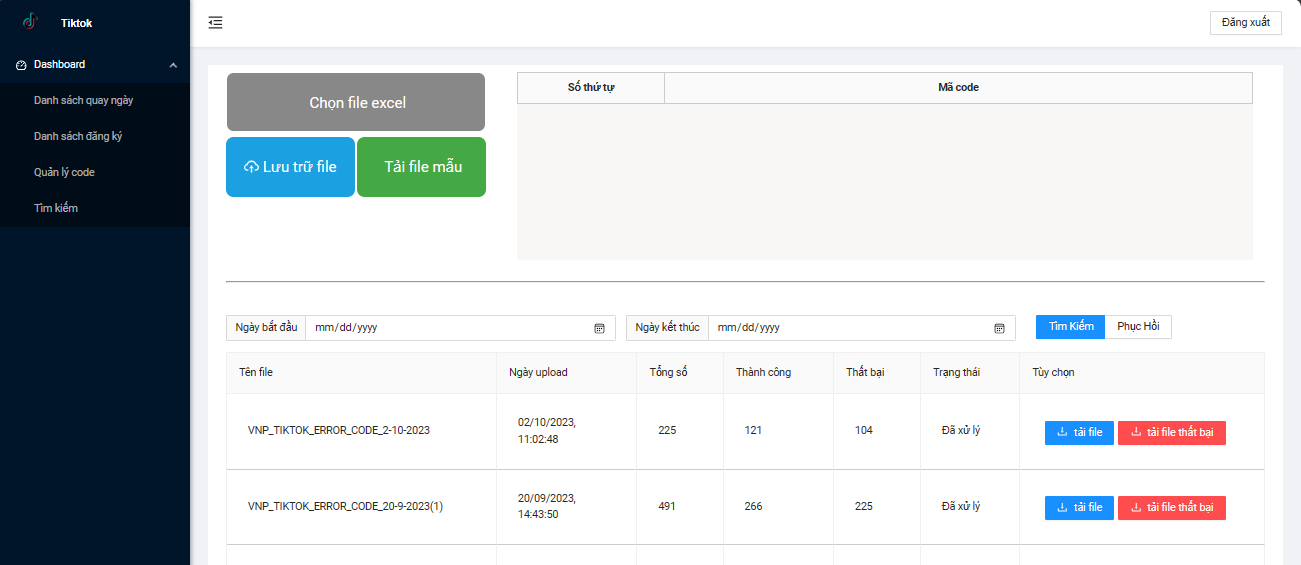 Tiktok
Đăng xuất
Dashboard
Danh sách quay ngày
Danh sách đăng ký
Quản lý code
Tìm kiếm
Chọn file excel
Lưu trữ file
Tải file mẫu
Số thứ tự
Mã code
Ngày bắt đầu
mm/dd/yyyy
Ngày kết thúc
mm/dd/yyyy
Tìm Kiếm
Phục Hồi
Tên file
Ngày upload
Tổng số
Thành công
Thất bại
Trạng thái
Tùy chọn
VNP_TIKTOK_ERROR_CODE_2-10-2023
02/10/2023,
11:02:48
225
121
104
Đã xử lý
tải file
tải file thất bại
VNP_TIKTOK_ERROR_CODE_20-9-2023(1)
20/09/2023,
14:43:50
491
266
225
Đã xử lý
tải file
tải file thất bại